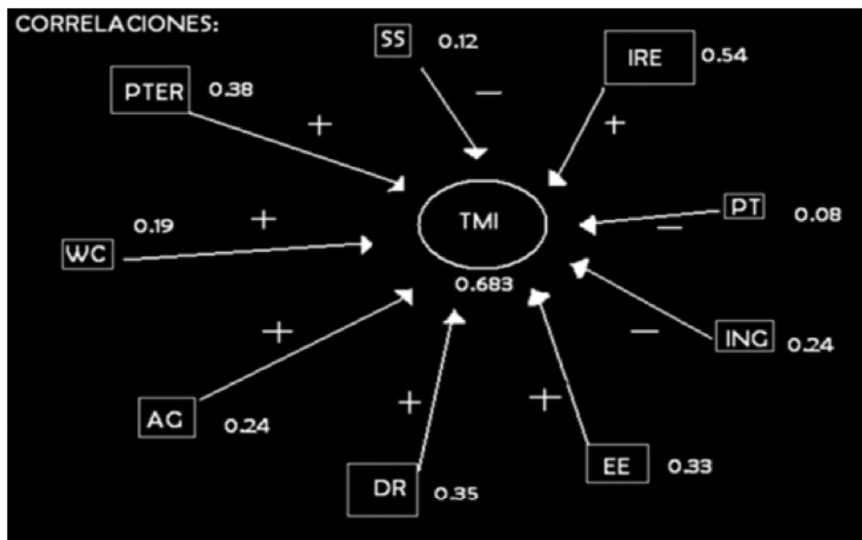 CORRELACIONES:
SS 0.12
IRE 0.54
PTER 0.38
+
−
+
TMI
0.683
PT 0.08
−
WC 0.19
+
ING 0.24
−
AG 0.24
+
DR 0.35
+
EE 0.33
+